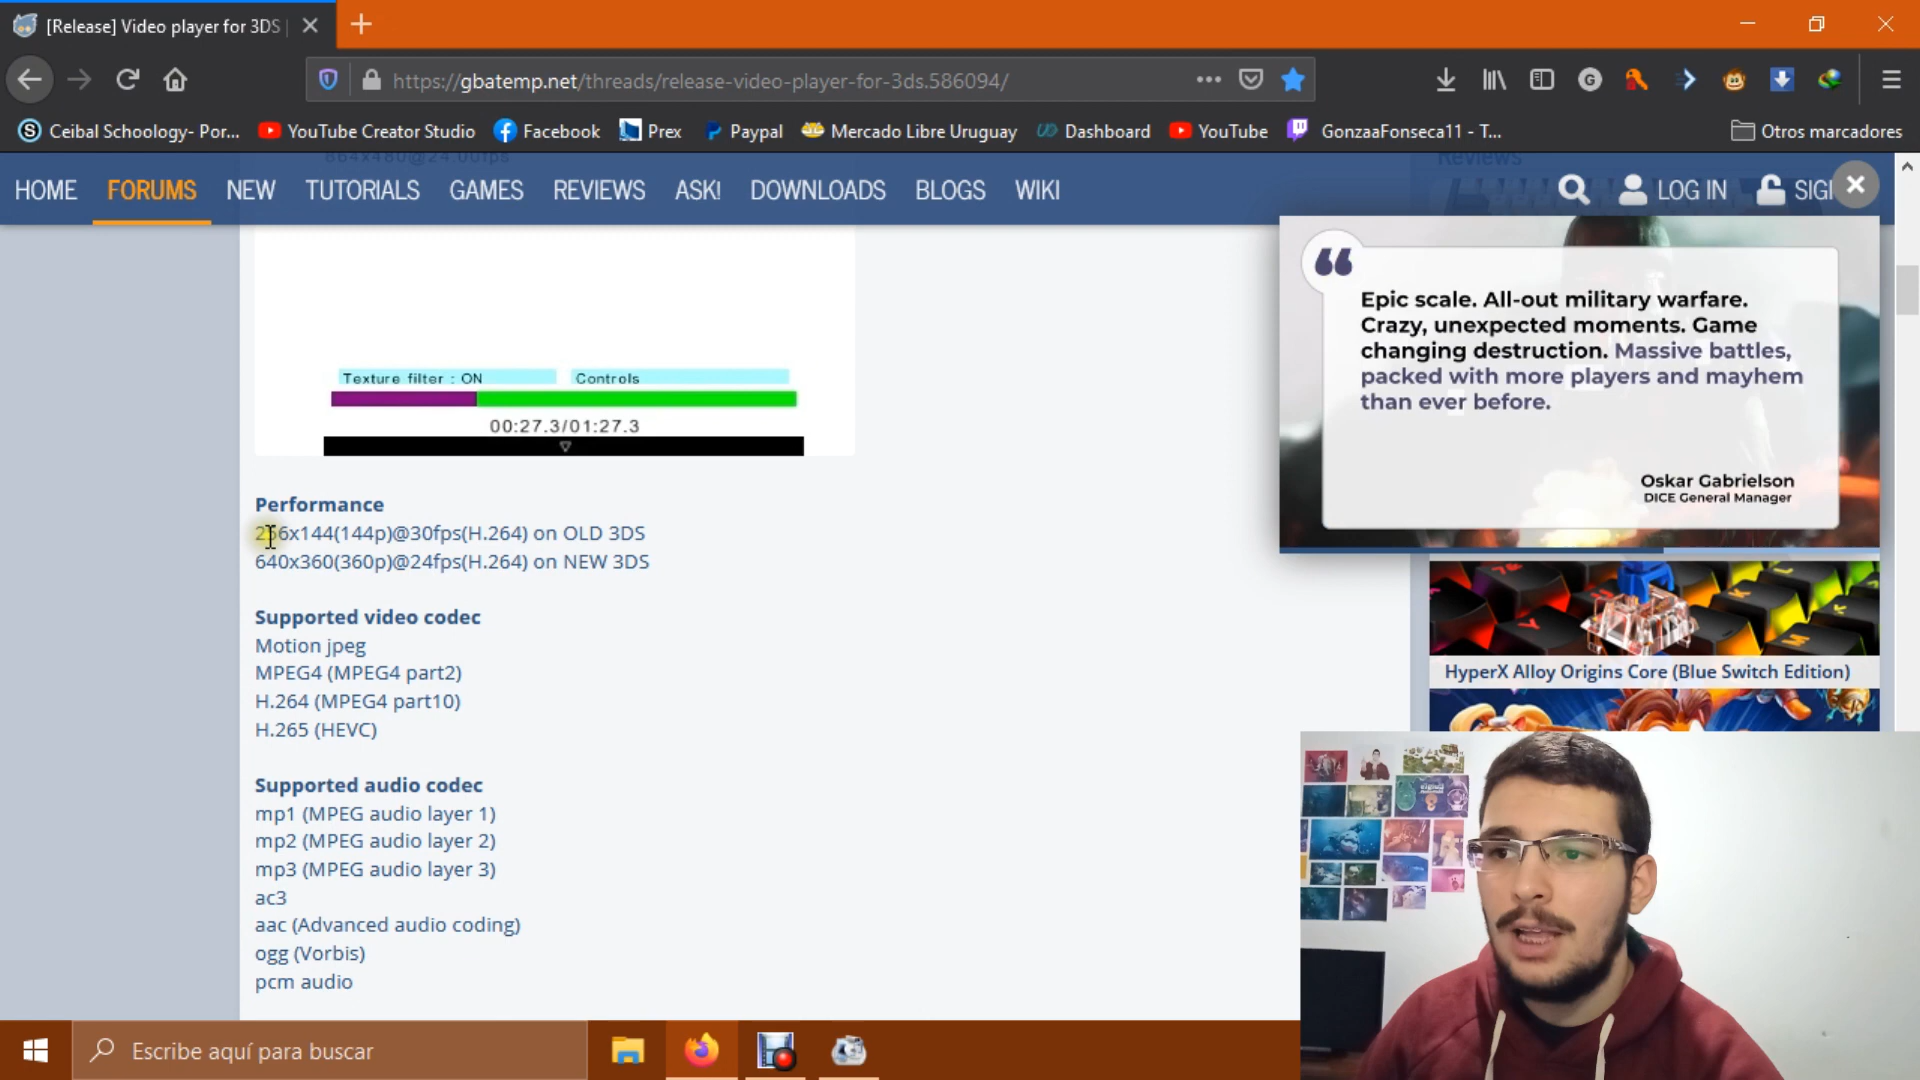 [Release] Video player for 3DS |
https://gbatemp.net/threads/release-video-player-for-3ds.586094/
Ceibal Schoology- Por...
YouTube Creator Studio
Facebook
Prex
Paypal
Mercado Libre Uruguay
Dashboard
YouTube
GonzaaFonseca11 - T...
Otros marcadores
864x480@24.00fps
Reviews
HOME
FORUMS
NEW
TUTORIALS
GAMES
REVIEWS
ASK!
DOWNLOADS
BLOGS
WIKI
LOG IN
SIGI
Texture filter : ON
Controls
00:27.3/01:27.3
Performance
256x144(144p)@30fps(H.264) on OLD 3DS
640x360(360p)@24fps(H.264) on NEW 3DS
Supported video codec
Motion jpeg
MPEG4 (MPEG4 part2)
H.264 (MPEG4 part10)
H.265 (HEVC)
Supported audio codec
mp1 (MPEG audio layer 1)
mp2 (MPEG audio layer 2)
mp3 (MPEG audio layer 3)
ac3
aac (Advanced audio coding)
ogg (Vorbis)
pcm audio
“
Epic scale. All-out military warfare.
Crazy, unexpected moments. Game
changing destruction. Massive battles,
packed with more players and mayhem
than ever before.
Oskar Gabrielson
DICE General Manager
HyperX Alloy Origins Core (Blue Switch Edition)
Escribe aquí para buscar